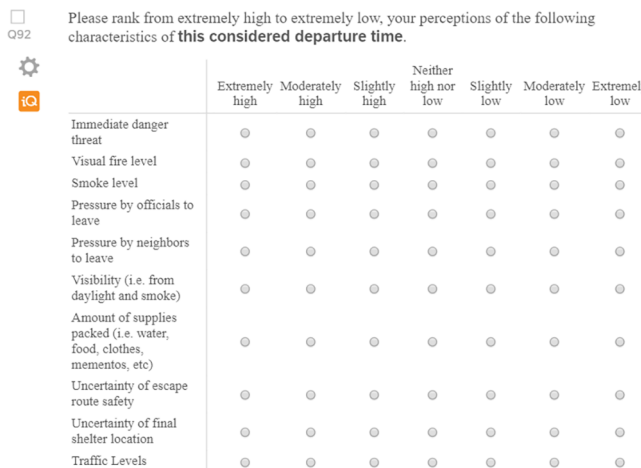 Please rank from extremely high to extremely low, your perceptions of the following
Q92
characteristics of this considered departure time.
iQ
Extremely high
Moderately high
Slightly high
Neither high nor low
Slightly low
Moderately low
Extremel low
Immediate danger
threat
Visual fire level
Smoke level
Pressure by officials to
leave
Pressure by neighbors
to leave
Visibility (i.e. from
daylight and smoke)
Amount of supplies
packed (i.e. water,
food, clothes,
mementos, etc)
Uncertainty of escape
route safety
Uncertainty of final
shelter location
Traffic Levels